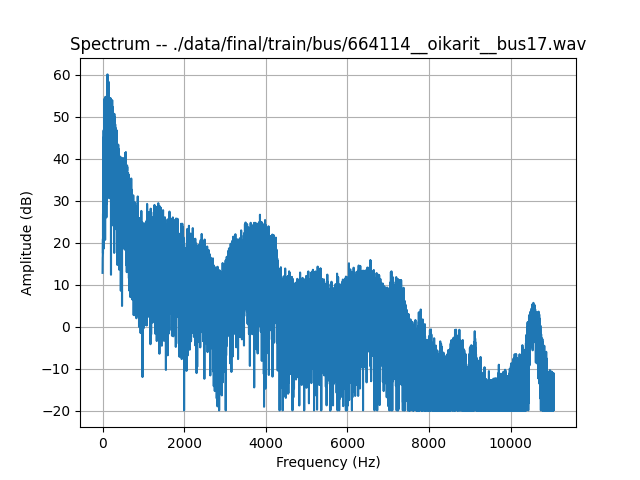 Spectrum -- ./data/final/train/bus/664114__oikarit__bus17.wav
60
50
40
30
20
10
0
−10
−20
Amplitude (dB)
0 2000 4000 6000 8000 10000
Frequency (Hz)